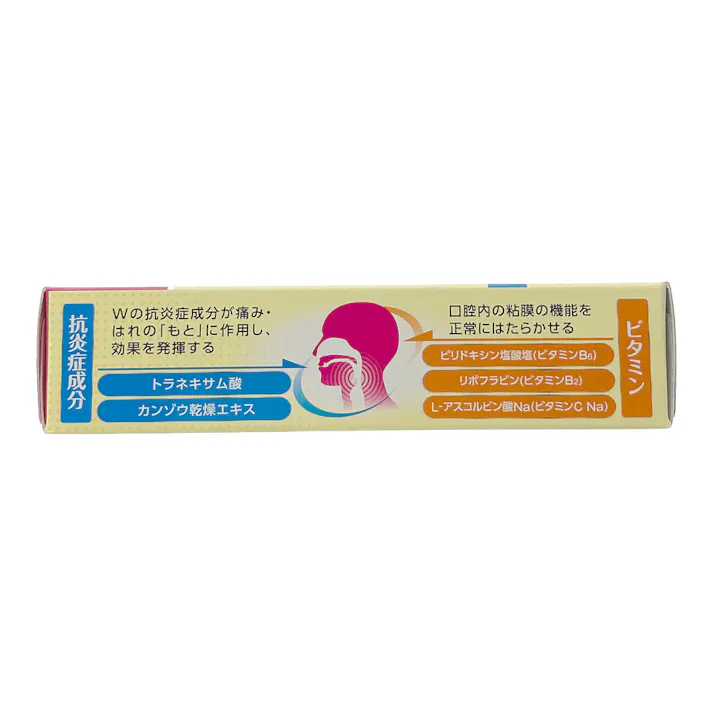 抗炎症成分
Wの抗炎症成分が痛み・
はれの「もと」に作用し、
効果を発揮する
トラネキサム酸
カンゾウ乾燥エキス
口腔内の粘膜の機能を
正常にはたらかせる
ピリドキシン塩酸塩(ビタミンB₆)
リボフラビン(ビタミンB₂)
L-アスコルビン酸Na(ビタミンC Na)
ビタミン